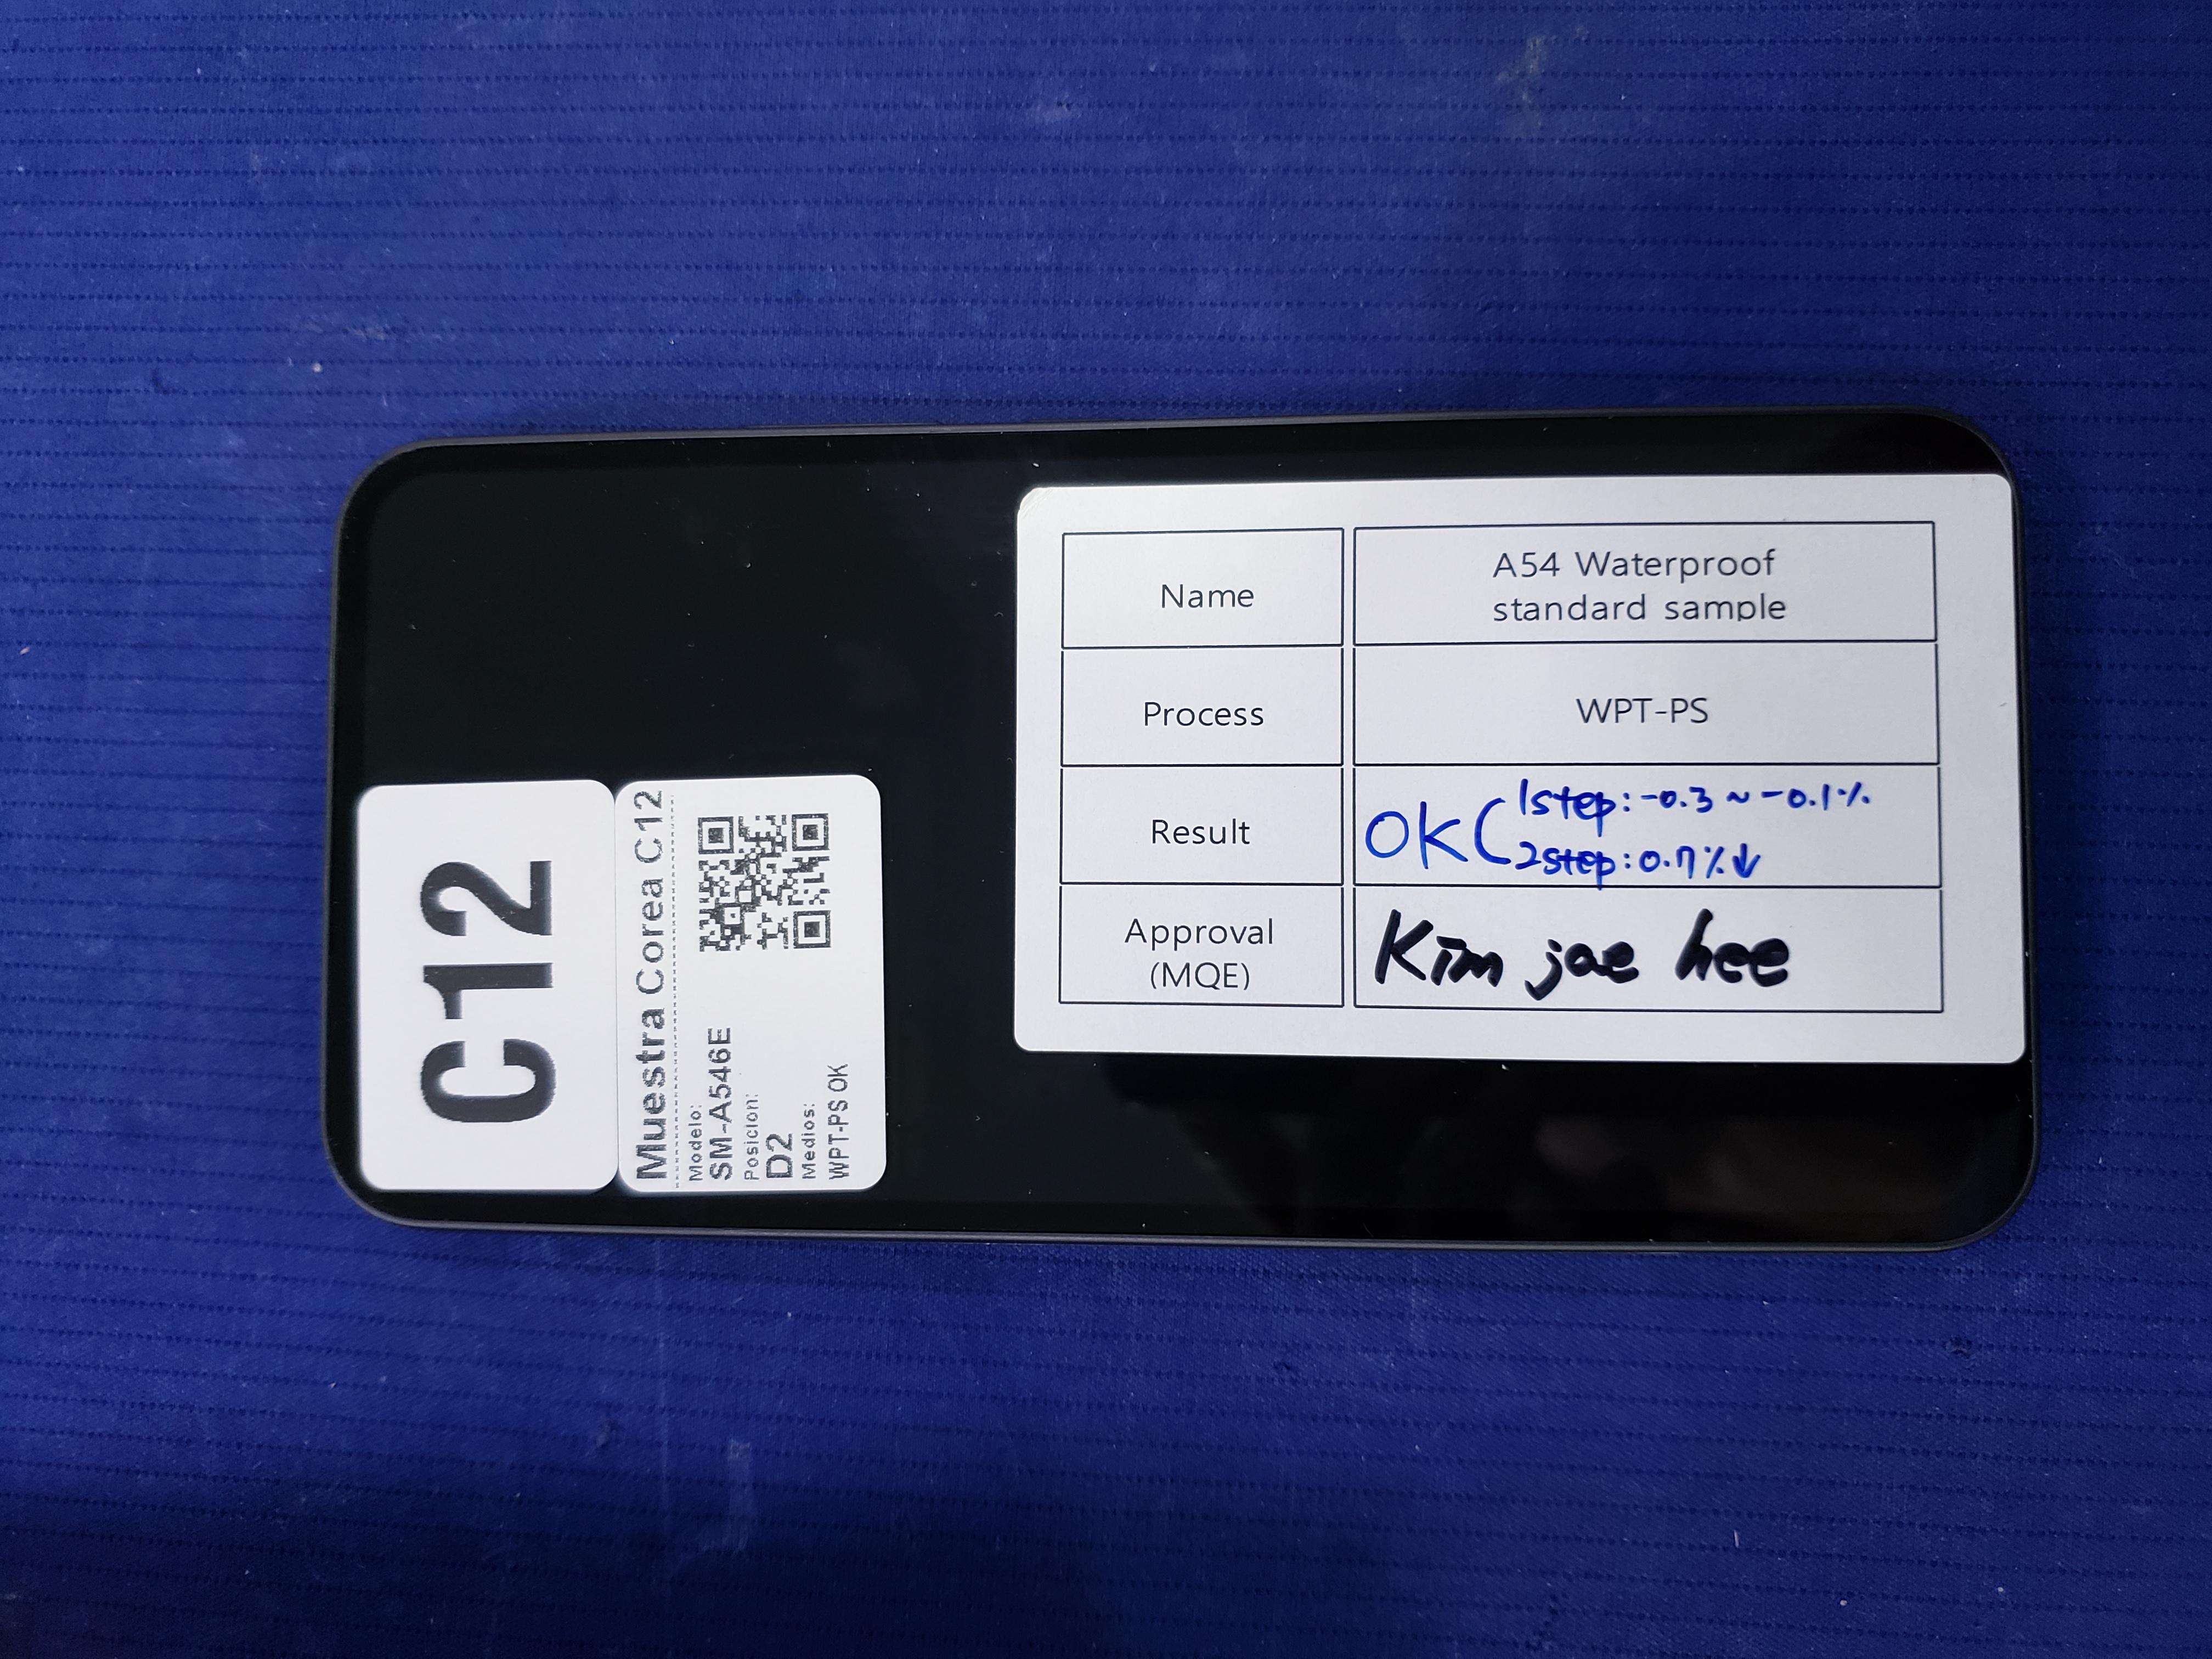 C12
Muestra Corea C12
Modelo:
SM-A546E
Posicion:
D2
Medios:
WPT-PS OK
Name
A54 Waterproof
standard sample
Process
WPT-PS
Result
OK(1step:-0.3~-0.1%
2step:0.7%↓
Approval
(MQE)
Kim jae hee